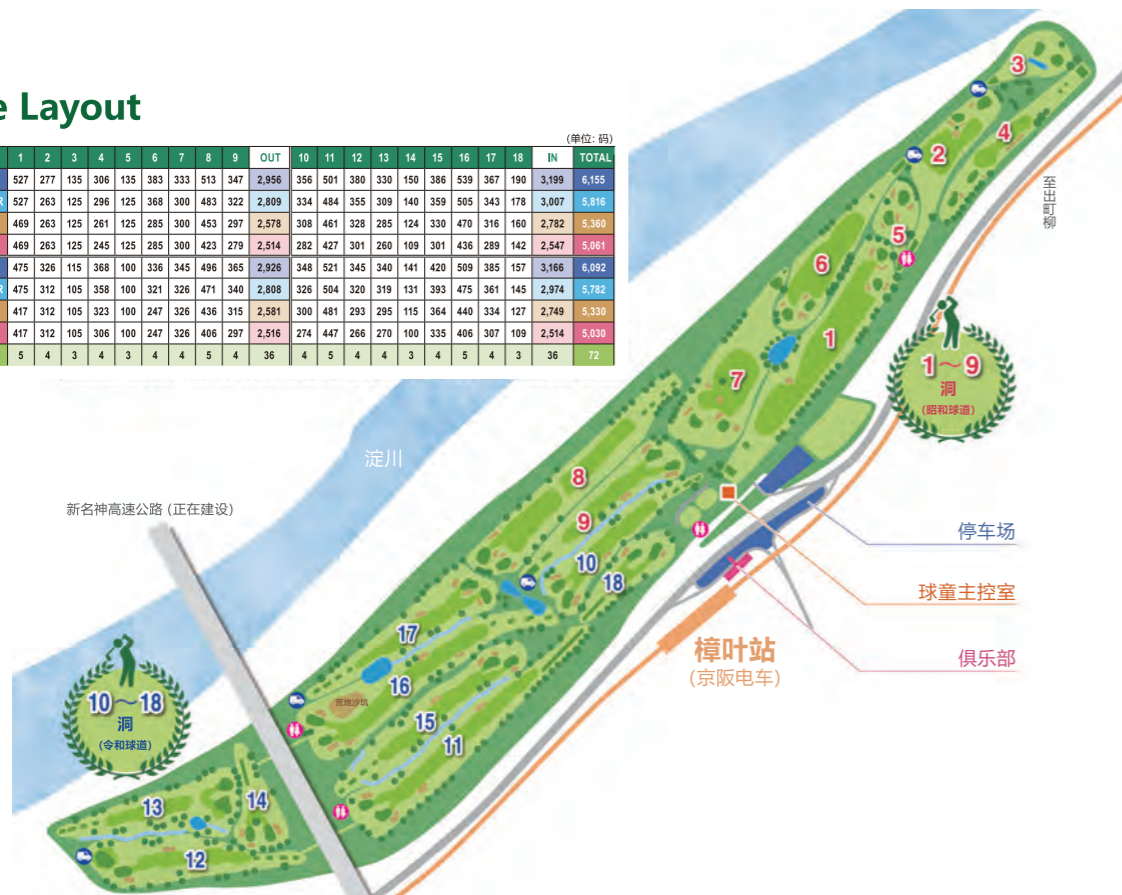 e Layout
(单位: 码)
1 2 3 4 5 6 7 8 9 OUT 10 11 12 13 14 15 16 17 18 IN TOTAL
527 277 135 306 135 383 333 513 347 2,956 356 501 380 330 150 386 539 367 190 3,199 6,155
R 527 263 125 296 125 368 300 483 322 2,809 334 484 355 309 140 359 505 343 178 3,007 5,816
469 263 125 261 125 285 300 453 297 2,578 308 461 328 285 124 330 470 316 160 2,782 5,360
469 263 125 245 125 285 300 423 279 2,514 282 427 301 260 109 301 436 289 142 2,547 5,061
475 326 115 368 100 336 345 496 365 2,926 348 521 345 340 141 420 509 385 157 3,166 6,092
R 475 312 105 358 100 321 326 471 340 2,808 326 504 320 319 131 393 475 361 145 2,974 5,782
417 312 105 323 100 247 326 436 315 2,581 300 481 293 295 115 364 440 334 127 2,749 5,330
417 312 105 306 100 247 326 406 297 2,516 274 447 266 270 100 335 406 307 109 2,514 5,030
5 4 3 4 3 4 4 5 4 36 4 5 4 4 3 4 5 4 3 36 72
3
4
2
至出町柳
5
6
1
7
1～9
洞
(昭和球道)
淀川
8
新名神高速公路 (正在建设)
9
停车场
10
18
球童主控室
17
樟叶站
(京阪电车)
俱乐部
16
荒地沙坑
10～18
洞
(令和球道)
15
11
14
13
12